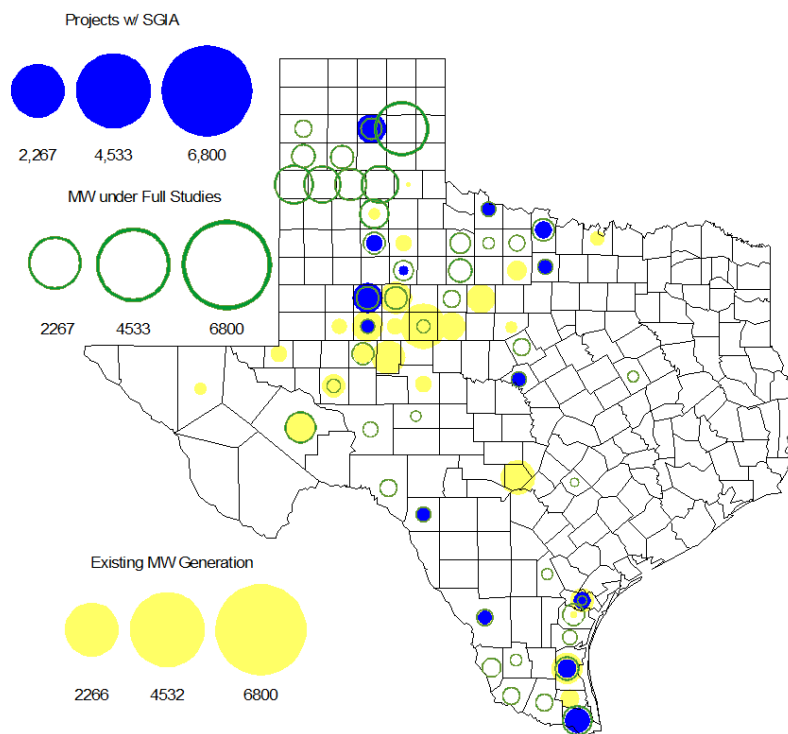 Projects w/ SGIA
2,267 4,533 6,800
MW under Full Studies
2267 4533 6800
Existing MW Generation
2266 4532 6800